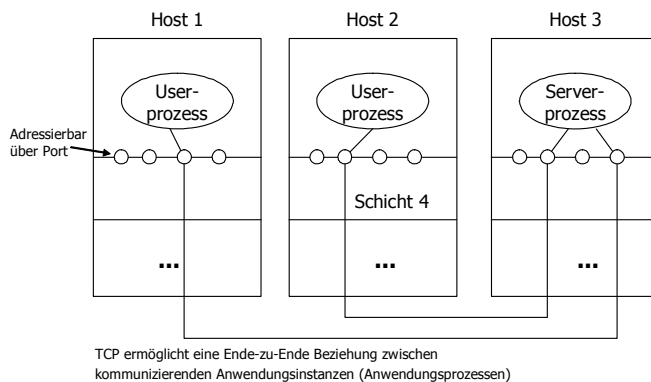 Host 1
Host 2
Host 3
User-
prozess
User-
prozess
Server-
prozess
Adressierbar
über Port
Schicht 4
...
...
...
TCP ermöglicht eine Ende-zu-Ende Beziehung zwischen
kommunizierenden Anwendungsinstanzen (Anwendungsprozessen)